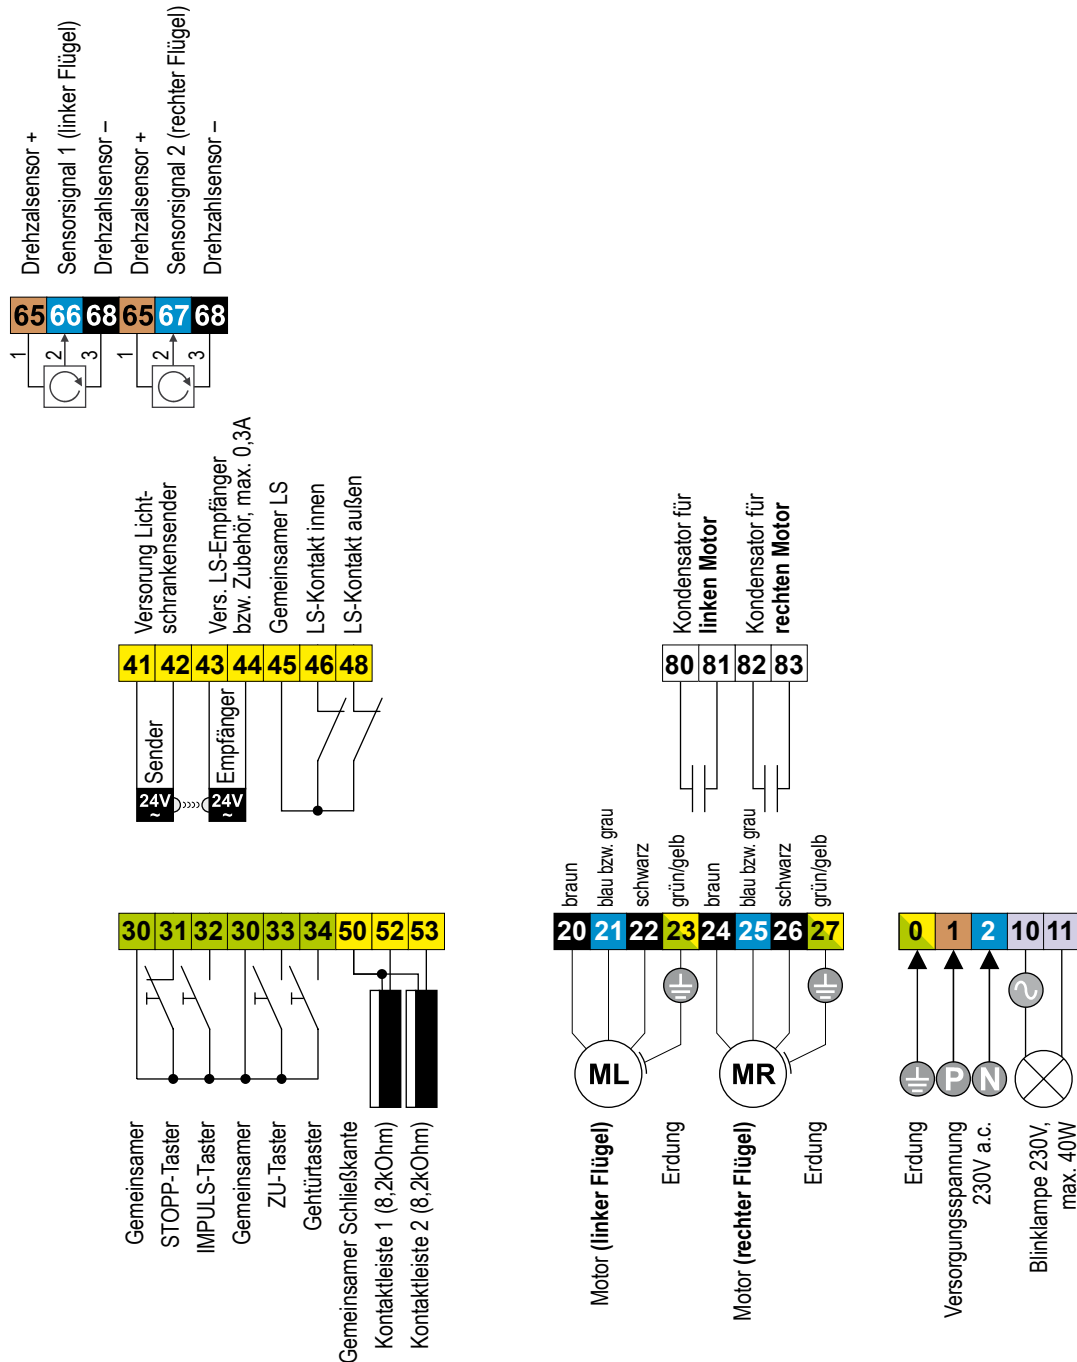 Drehzalsensor +
Sensorsignal 1 (linker Flügel)
Drehzahlsensor –
Drehzalsensor +
Sensorsignal 2 (rechter Flügel)
Drehzahlsensor –
65 66 68 65 67 68
1 2 3 1 2 3
Versorung Licht-
schrankensender
Vers. LS-Empfänger
bzw. Zubehör, max. 0,3A
Gemeinsamer LS
LS-Kontakt innen
LS-Kontakt außen
41 42 43 44 45 46 48
Sender
Empfänger
24V
~
24V
~
Kondensator für
linken Motor
Kondensator für
rechten Motor
80 81 82 83
braun
blau bzw. grau
schwarz
grün/gelb
braun
blau bzw. grau
schwarz
grün/gelb
30 31 32 30 33 34 50 52 53
20 21 22 23 24 25 26 27
0 1 2 10 11
ML
MR
P
N
Gemeinsamer
STOPP-Taster
IMPULS-Taster
Gemeinsamer
ZU-Taster
Gehtürtaster
Gemeinsamer Schließkante
Kontaktleiste 1 (8,2kOhm)
Kontaktleiste 2 (8,2kOhm)
Motor (linker Flügel)
Erdung
Motor (rechter Flügel)
Erdung
Erdung
Versorgungsspannung
230V a.c.
Blinklampe 230V,
max. 40W